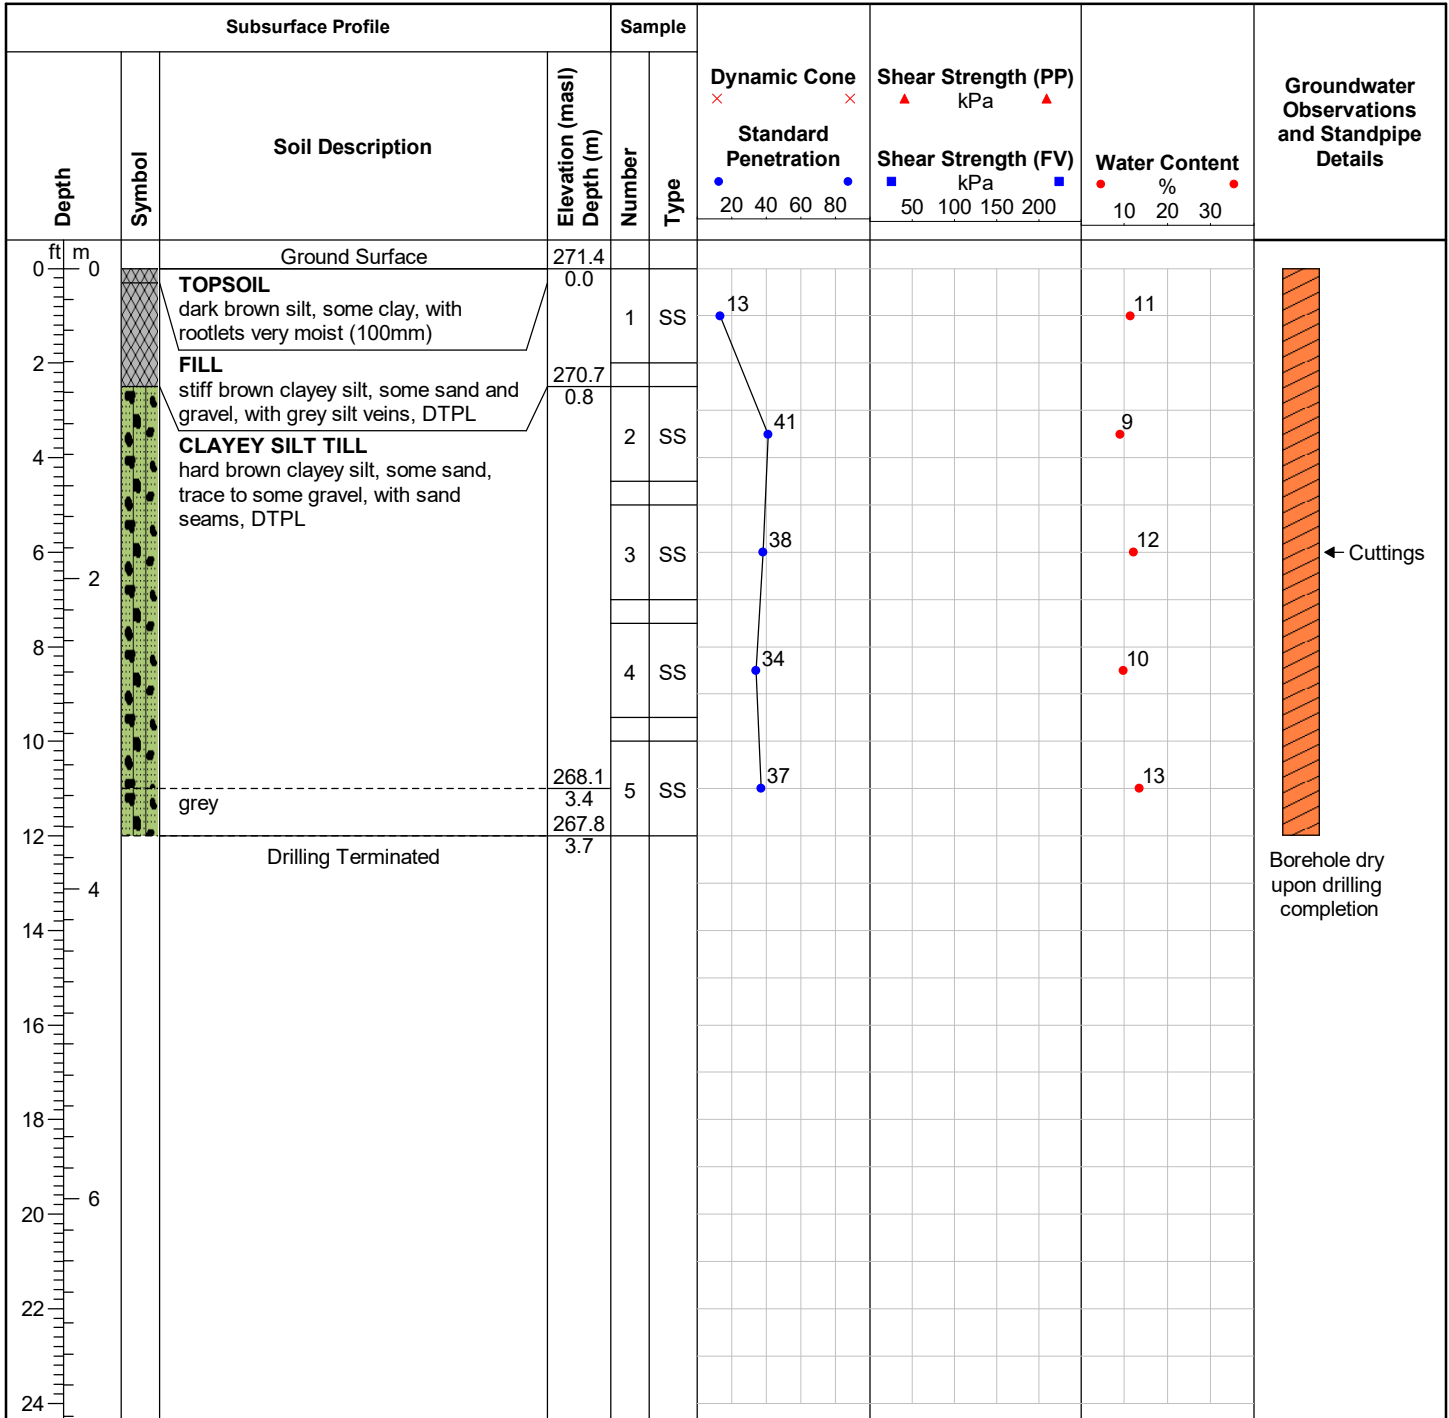 Subsurface Profile
Sample
Depth
Symbol
Soil Description
Elevation (masl)
Depth (m)
Number
Type
Dynamic Cone
Standard
Penetration
20 40 60 80
Shear Strength (PP)
kPa
Shear Strength (FV)
kPa
50 100 150 200
Water Content
%
10 20 30
Groundwater
Observations
and Standpipe
Details
ft m
0 0
2
4
6
2
8
10
12
4
14
16
18
6
20
22
24
Ground Surface
271.4
0.0
TOPSOIL
dark brown silt, some clay, with
rootlets very moist (100mm)
FILL
stiff brown clayey silt, some sand and
gravel, with grey silt veins, DTPL
270.7
0.8
CLAYEY SILT TILL
hard brown clayey silt, some sand,
trace to some gravel, with sand
seams, DTPL
268.1
grey
3.4
267.8
3.7
Drilling Terminated
1 SS
2 SS
3 SS
4 SS
5 SS
13
41
38
34
37
11
9
12
10
13
Cuttings
Borehole dry
upon drilling
completion